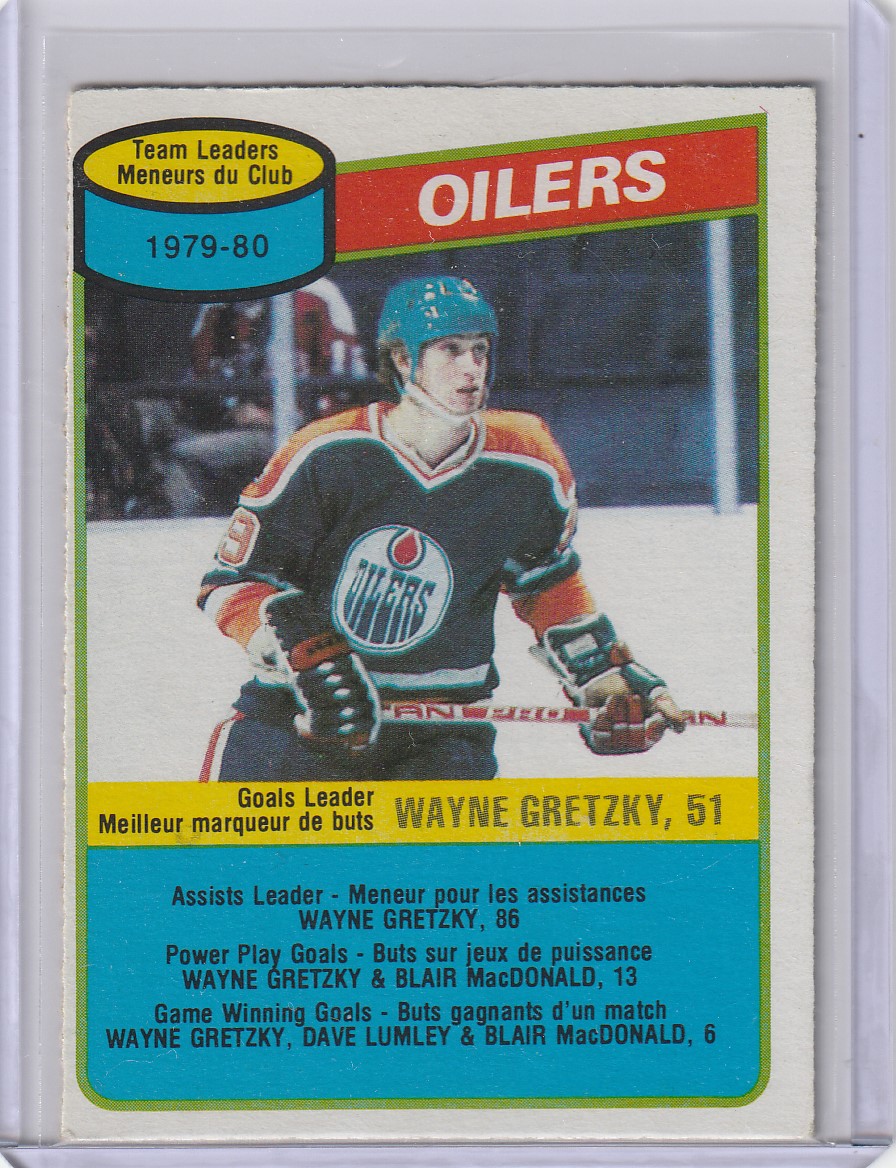 Team Leaders
Meneurs du Club
1979-80
OILERS
OILERS
Goals Leader
Meilleur marqueur de buts
WAYNE GRETZKY, 51
Assists Leader - Meneur pour les assistances
WAYNE GRETZKY, 86
Power Play Goals - Buts sur jeux de puissance
WAYNE GRETZKY & BLAIR MacDONALD, 13
Game Winning Goals - Buts gagnants d'un match
WAYNE GRETZKY, DAVE LUMLEY & BLAIR MacDONALD, 6